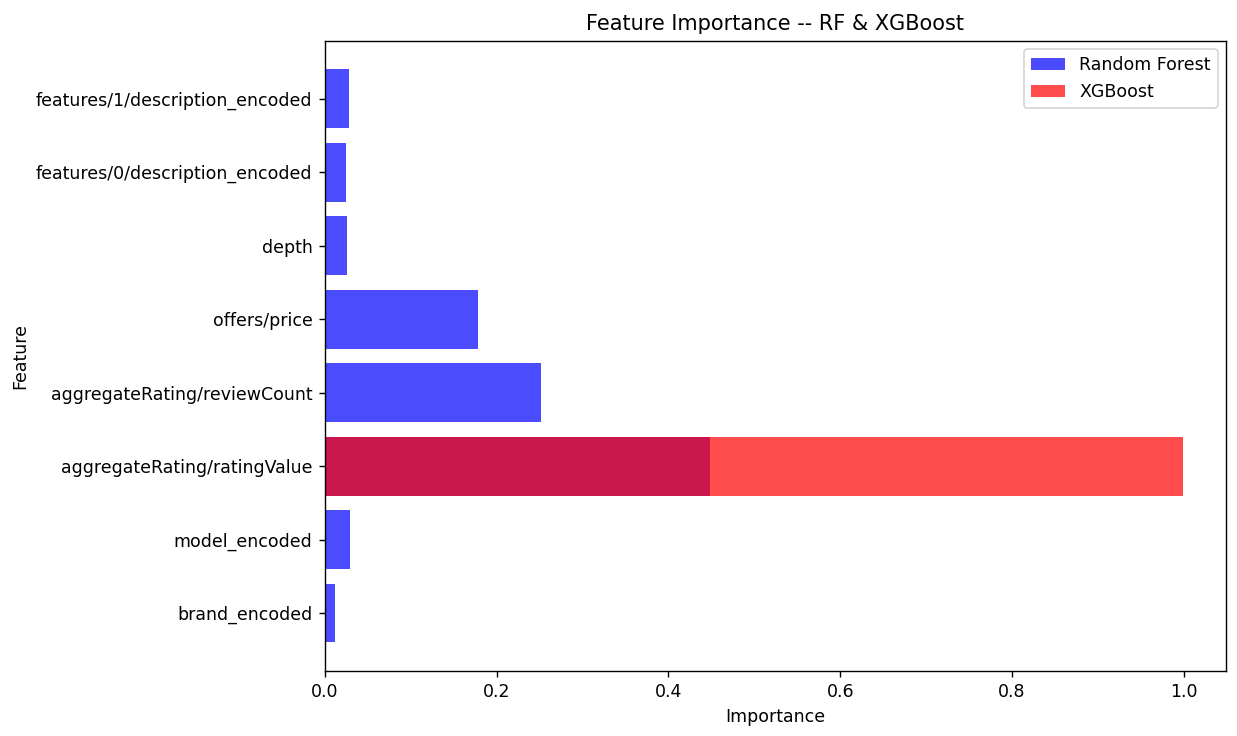 Feature Importance -- RF & XGBoost
Random Forest
XGBoost
features/1/description_encoded
features/0/description_encoded
depth
offers/price
aggregateRating/reviewCount
aggregateRating/ratingValue
model_encoded
brand_encoded
Feature
0.0 0.2 0.4 0.6 0.8 1.0
Importance